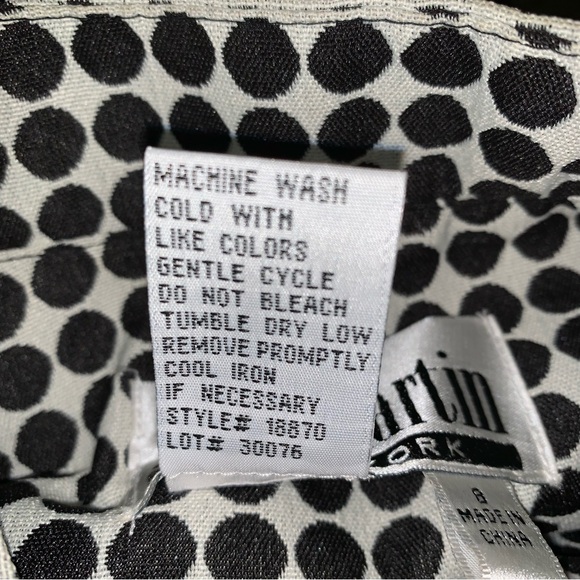 MACHINE WASH
COLD WITH
LIKE COLORS
GENTLE CYCLE
DO NOT BLEACH
TUMBLE DRY LOW
REMOVE PROMPTLY
COOL IRON
IF NECESSARY
STYLE# 18870
LOT# 30076
artin
ORK
8
MADE IN
CHINA